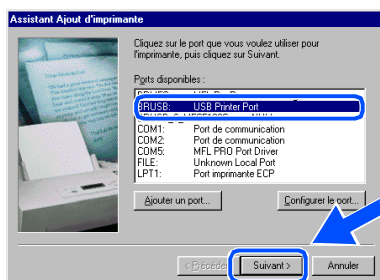 Assistant Ajout d'imprimante
Cliquez sur le port que vous voulez utiliser pour
l'imprimante, puis cliquez sur Suivant.
Ports disponibles :
BRUSB: USB Printer Port
COM1: Port de communication
COM2: Port de communication
COM5: MFL PRO Port Driver
FILE: Unknown Local Port
LPT1: Port imprimante ECP
Ajouter un port... Configurer le port...
< Précédent Suivant > Annuler